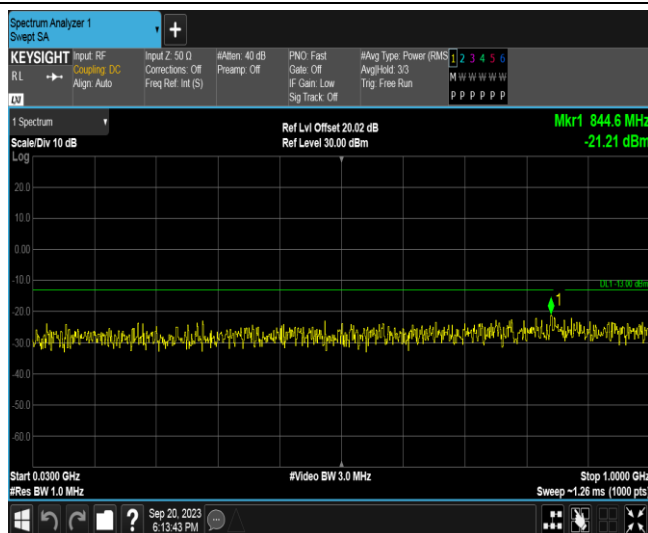 Spectrum Analyzer 1
Swept SA
+
KEYSIGHT
RL
LXI
Input: RF
Coupling: DC
Align: Auto
Input Z: 50 Ω
Corrections: Off
Freq Ref: Int (S)
#Atten: 40 dB
Preamp: Off
PNO: Fast
Gate: Off
IF Gain: Low
Sig Track: Off
#Avg Type: Power (RMS
Avg|Hold: 3/3
Trig: Free Run
1 2 3 4 5 6
M W W W W W
P P P P P P
1 Spectrum
Scale/Div 10 dB
Log
Ref Lvl Offset 20.02 dB
Ref Level 30.00 dBm
Mkr1 844.6 MHz
-21.21 dBm
20.0
10.0
0.00
-10.0
DL1 -13.00 dBm
1
-20.0
-30.0
-40.0
-50.0
-60.0
Start 0.0300 GHz
#Res BW 1.0 MHz
#Video BW 3.0 MHz
Stop 1.0000 GHz
Sweep ~1.26 ms (1000 pts)
?
Sep 20, 2023
6:13:43 PM